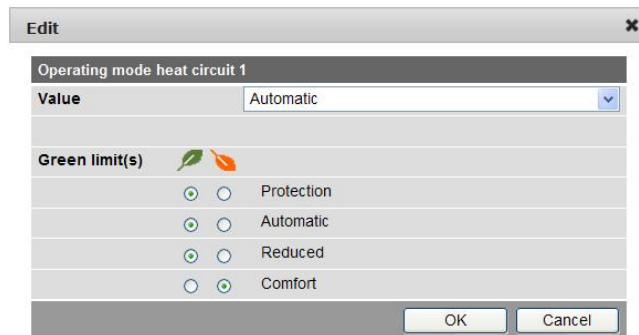 Edit
Operating mode heat circuit 1
Value Automatic
Green limit(s)
Protection
Automatic
Reduced
Comfort
OK Cancel